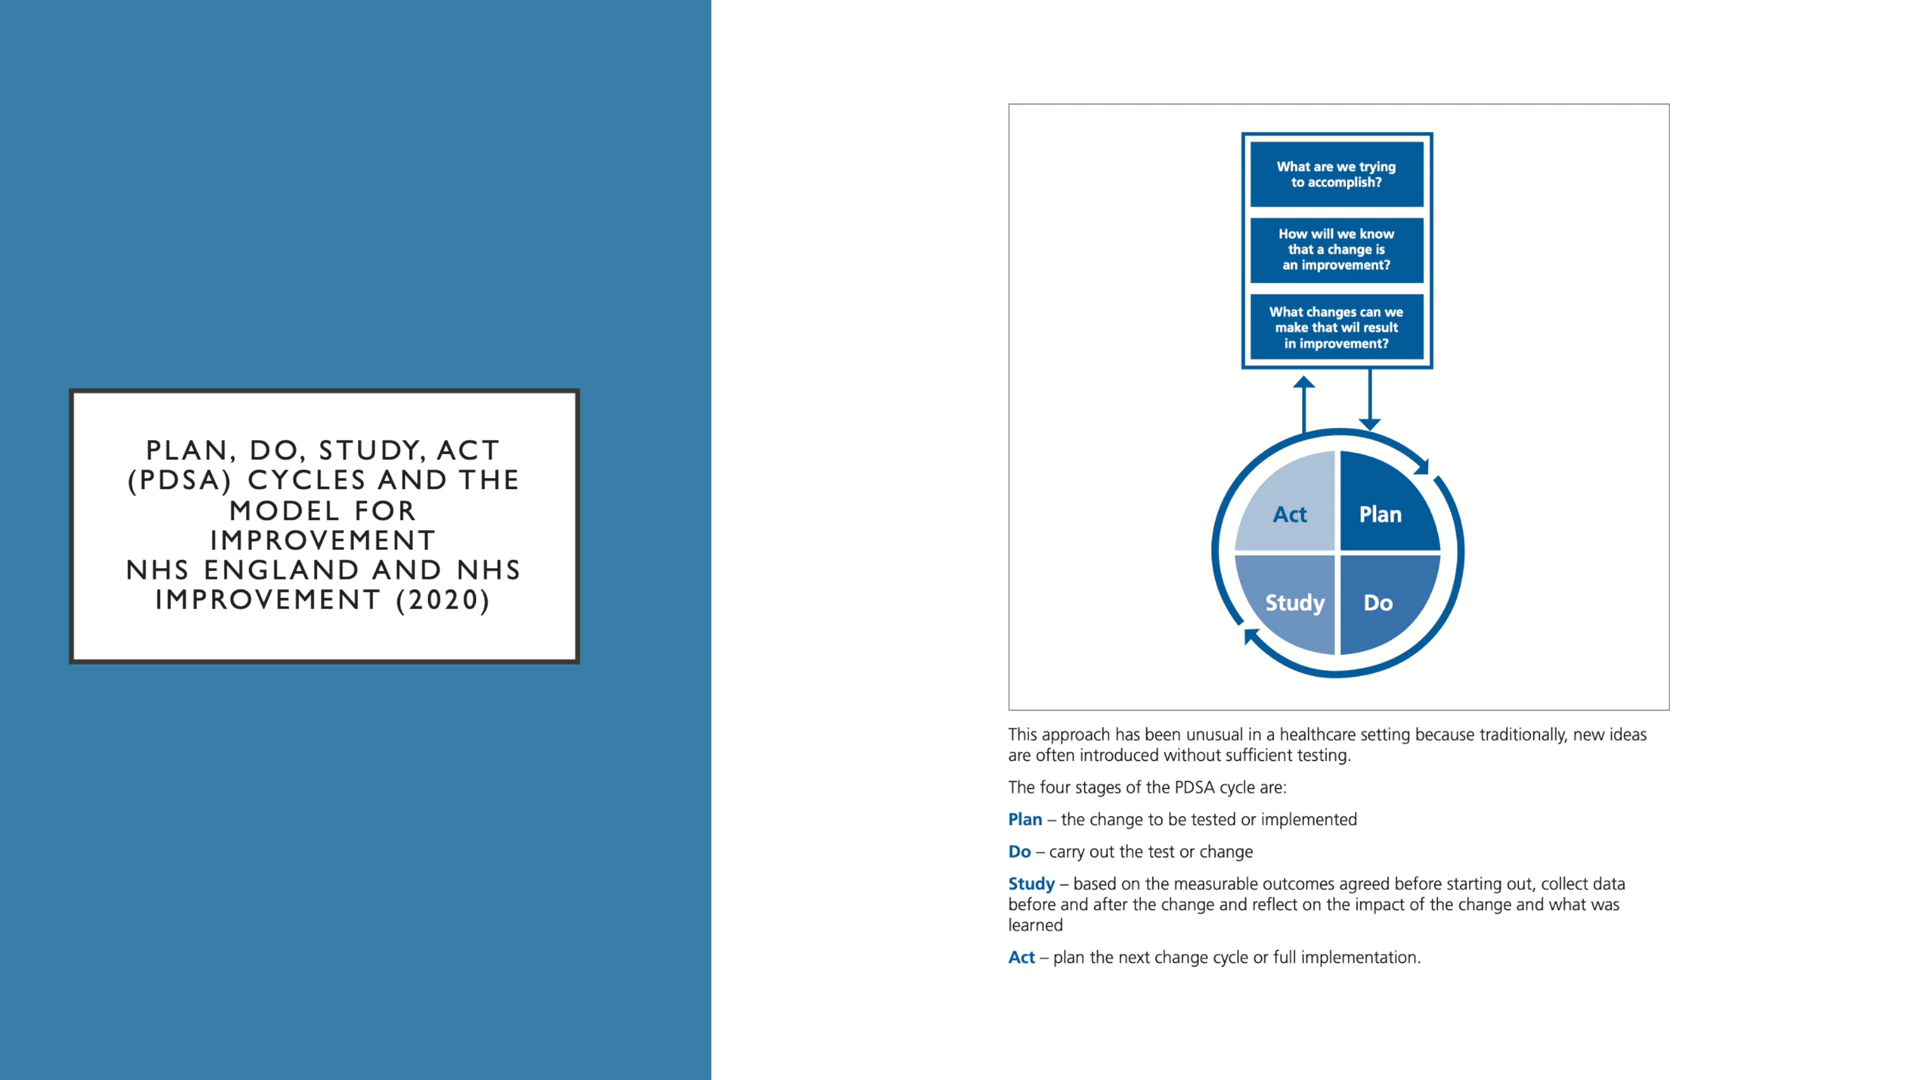 PLAN, DO, STUDY, ACT
(PDSA) CYCLES AND THE
MODEL FOR
IMPROVEMENT
NHS ENGLAND AND NHS
IMPROVEMENT (2020)
What are we trying
to accomplish?
How will we know
that a change is
an improvement?
What changes can we
make that wil result
in improvement?
Act
Plan
Study
Do
This approach has been unusual in a healthcare setting because traditionally, new ideas
are often introduced without sufficient testing.
The four stages of the PDSA cycle are:
Plan – the change to be tested or implemented
Do – carry out the test or change
Study – based on the measurable outcomes agreed before starting out, collect data
before and after the change and reflect on the impact of the change and what was
learned
Act – plan the next change cycle or full implementation.